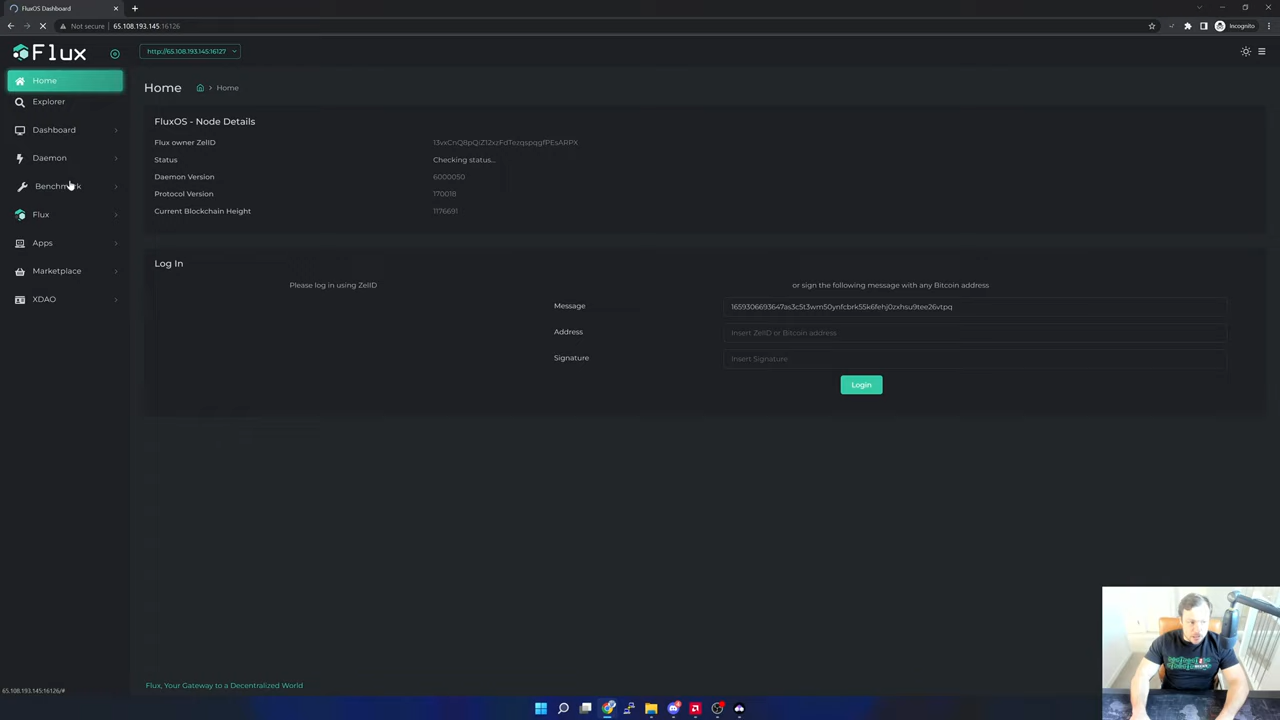 FluxOS Dashboard
Not secure
65.108.193.145:16126
Incognito
Flux
http://65.108.193.145:16127
Home
Explorer
Dashboard
Daemon
Benchmark
Flux
Apps
Marketplace
XDAO
Home
Home
FluxOS - Node Details
Flux owner ZelID
Status
Checking status...
Daemon Version
6000050
Protocol Version
170018
Current Blockchain Height
1176691
Log In
Please log in using ZelID
or sign the following message with any Bitcoin address
Message
Address
Insert ZelID or Bitcoin address
Signature
Insert Signature
Login
Flux, Your Gateway to a Decentralized World
65.108.193.145:16126/#